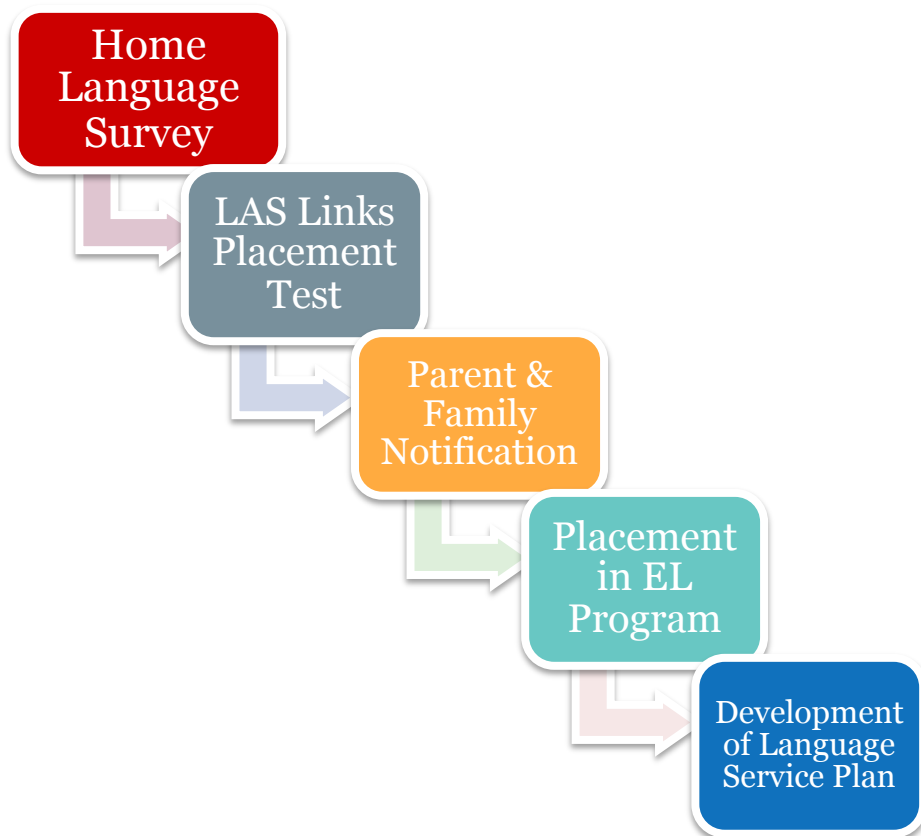 Home
Language
Survey
LAS Links
Placement
Test
Parent &
Family
Notification
Placement
in EL
Program
Development
of Language
Service Plan